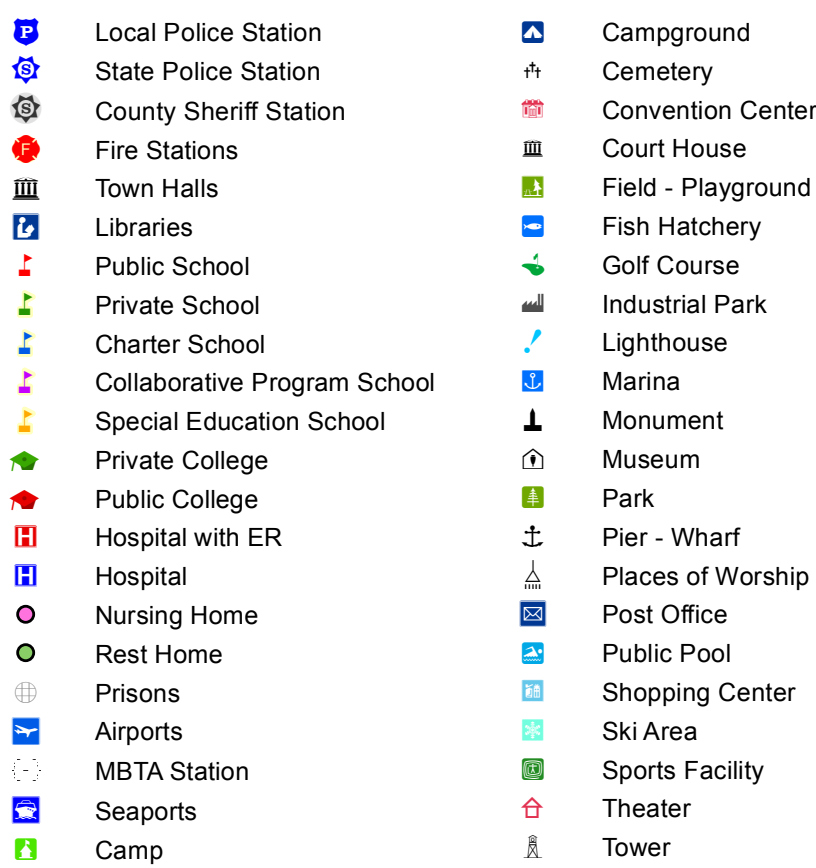 Local Police Station
State Police Station
County Sheriff Station
Fire Stations
Town Halls
Libraries
Public School
Private School
Charter School
Collaborative Program School
Special Education School
Private College
Public College
Hospital with ER
Hospital
Nursing Home
Rest Home
Prisons
Airports
MBTA Station
Seaports
Camp
Campground
Cemetery
Convention Center
Court House
Field - Playground
Fish Hatchery
Golf Course
Industrial Park
Lighthouse
Marina
Monument
Museum
Park
Pier - Wharf
Places of Worship
Post Office
Public Pool
Shopping Center
Ski Area
Sports Facility
Theater
Tower